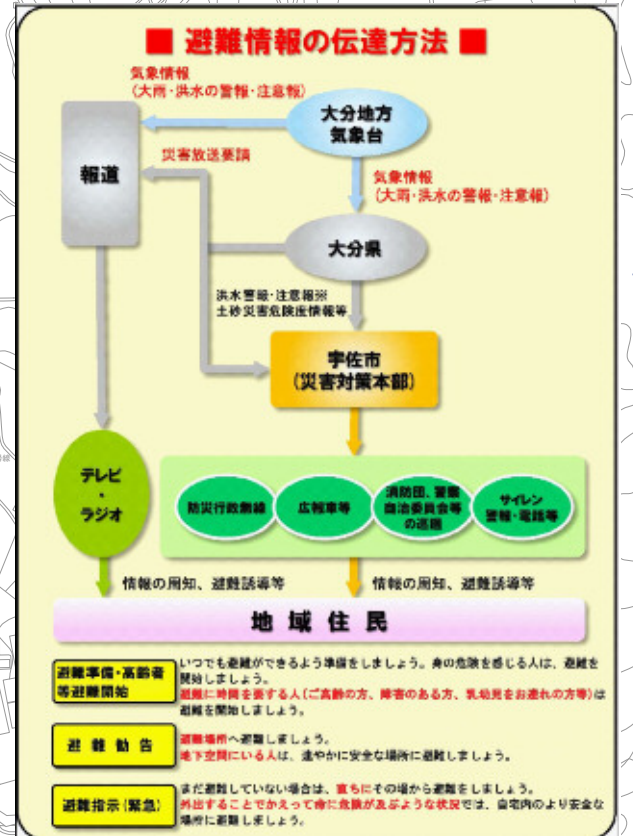 ■ 避難情報の伝達方法 ■
気象情報
(大雨・洪水の警報・注意報)
大分地方
気象台
報道
災害放送要請
気象情報
(大雨・洪水の警報・注意報)
大分県
洪水警報・注意報※
土砂災害危険度情報等
宇佐市
(災害対策本部)
テレビ
・
ラジオ
防災行政無線
広報車等
消防団、警察
自治委員会等
の巡回
サイレン
警報・電話等
情報の周知、避難誘導等
情報の周知、避難誘導等
地域住民
避難準備・高齢者
等避難開始
いつでも避難ができるよう準備をしましょう。身の危険を感じる人は、避難を
開始しましょう。
避難に時間を要する人(ご高齢の方、障害のある方、乳幼児をお連れの方等)は
避難を開始しましょう。
避難勧告
避難場所へ避難しましょう。
地下空間にいる人は、速やかに安全な場所に避難しましょう。
避難指示(緊急)
まだ避難していない場合は、直ちにその場から避難をしましょう。
外出することでかえって命に危険が及ぶような状況では、自宅内のより安全な
場所に避難しましょう。